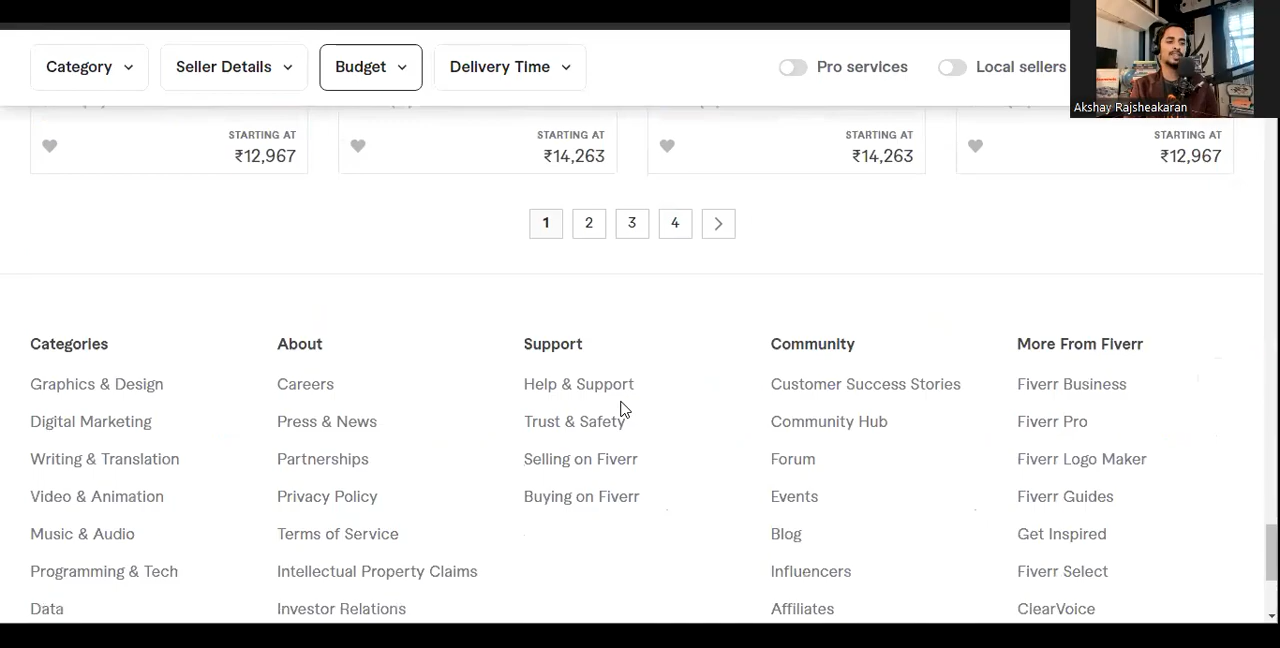 Category
Seller Details
Budget
Delivery Time
Pro services
Local sellers
Akshay Rajsheakaran
STARTING AT
₹12,967
STARTING AT
₹14,263
STARTING AT
₹14,263
STARTING AT
₹12,967
1 2 3 4
Categories
Graphics & Design
Digital Marketing
Writing & Translation
Video & Animation
Music & Audio
Programming & Tech
Data
About
Careers
Press & News
Partnerships
Privacy Policy
Terms of Service
Intellectual Property Claims
Investor Relations
Support
Help & Support
Trust & Safety
Selling on Fiverr
Buying on Fiverr
Community
Customer Success Stories
Community Hub
Forum
Events
Blog
Influencers
Affiliates
More From Fiverr
Fiverr Business
Fiverr Pro
Fiverr Logo Maker
Fiverr Guides
Get Inspired
Fiverr Select
ClearVoice